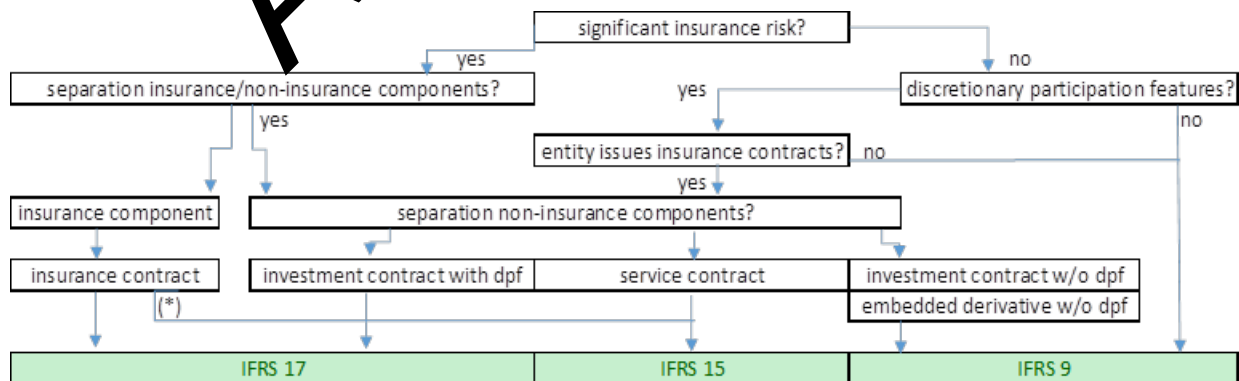 significant insurance risk?
yes
no
separation insurance/non-insurance components?
yes
discretionary participation features?
yes
no
entity issues insurance contracts?
no
yes
insurance component
separation non-insurance components?
insurance contract
investment contract with dpf
service contract
investment contract w/o dpf
(*)
embedded derivative w/o dpf
IFRS 17
IFRS 15
IFRS 9